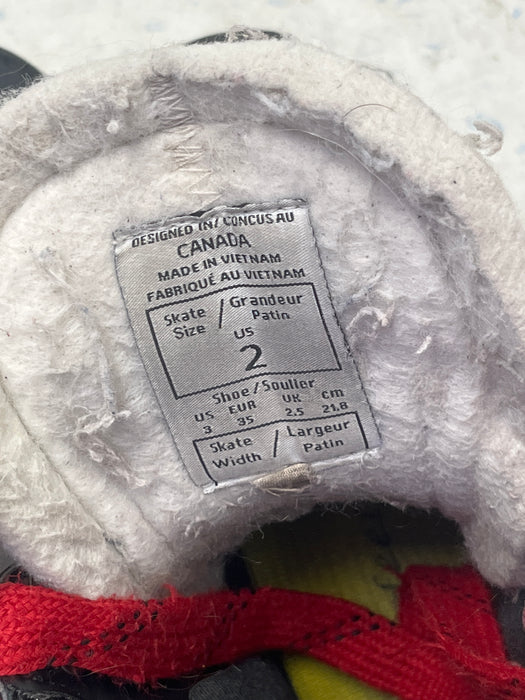 DESIGNED IN/ CONCUS AU
CANADA
MADE IN VIETNAM
FABRIQUÉ AU VIETNAM
Skate Size / Grandeur Patin
US
2
Shoe/Soulier
US EUR UK cm
3 35 2.5 21.8
Skate Width / Largeur Patin